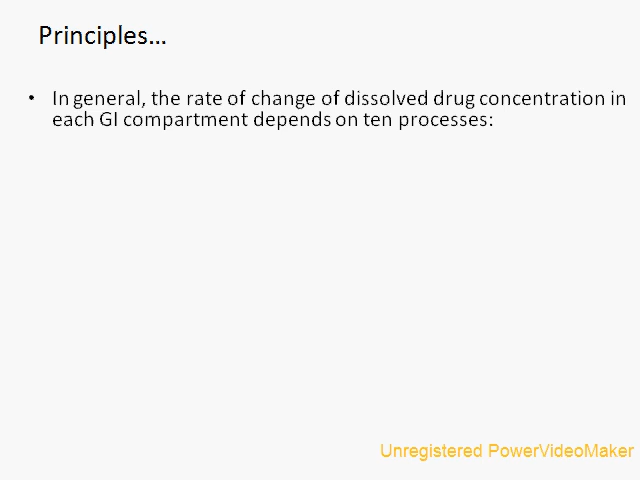 Principles...
• In general, the rate of change of dissolved drug concentration in
each GI compartment depends on ten processes:
Unregistered PowerVideoMaker